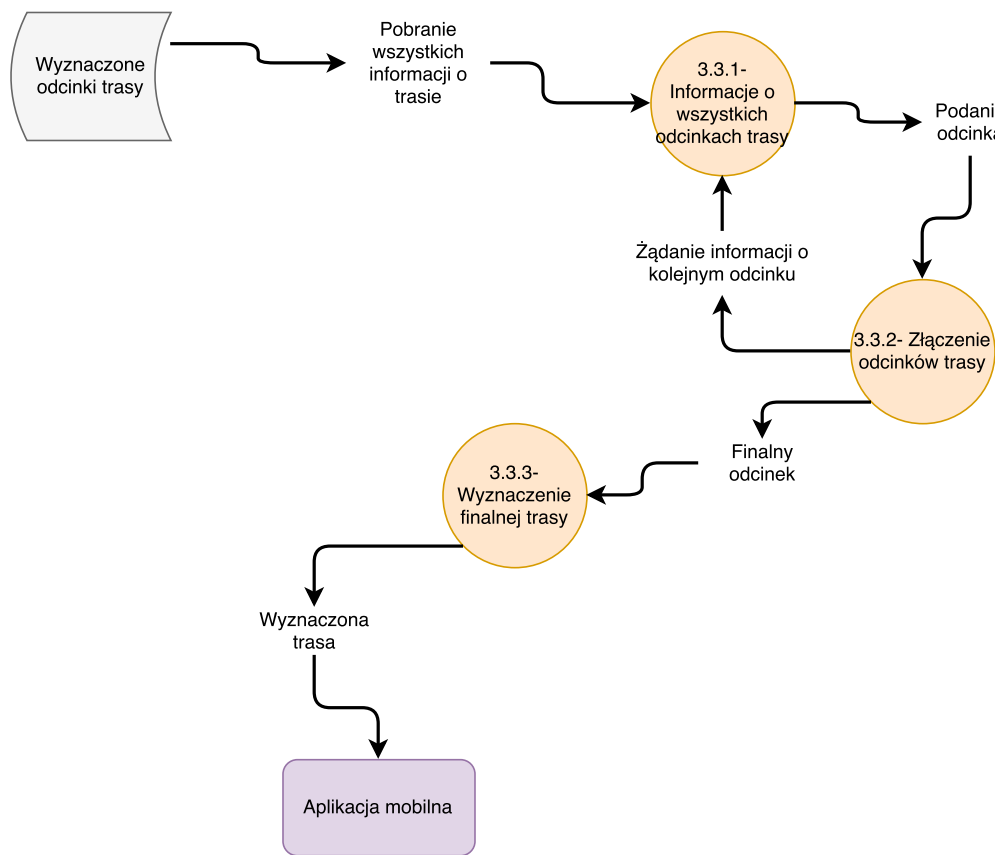 Wyznaczone
odcinki trasy
Pobranie
wszystkich
informacji o
trasie
3.3.1-
Informacje o
wszystkich
odcinkach trasy
Żądanie informacji o
kolejnym odcinku
3.3.2- Złączenie
odcinków trasy
Finalny
odcinek
3.3.3-
Wyznaczenie
finalnej trasy
Wyznaczona
trasa
Aplikacja mobilna